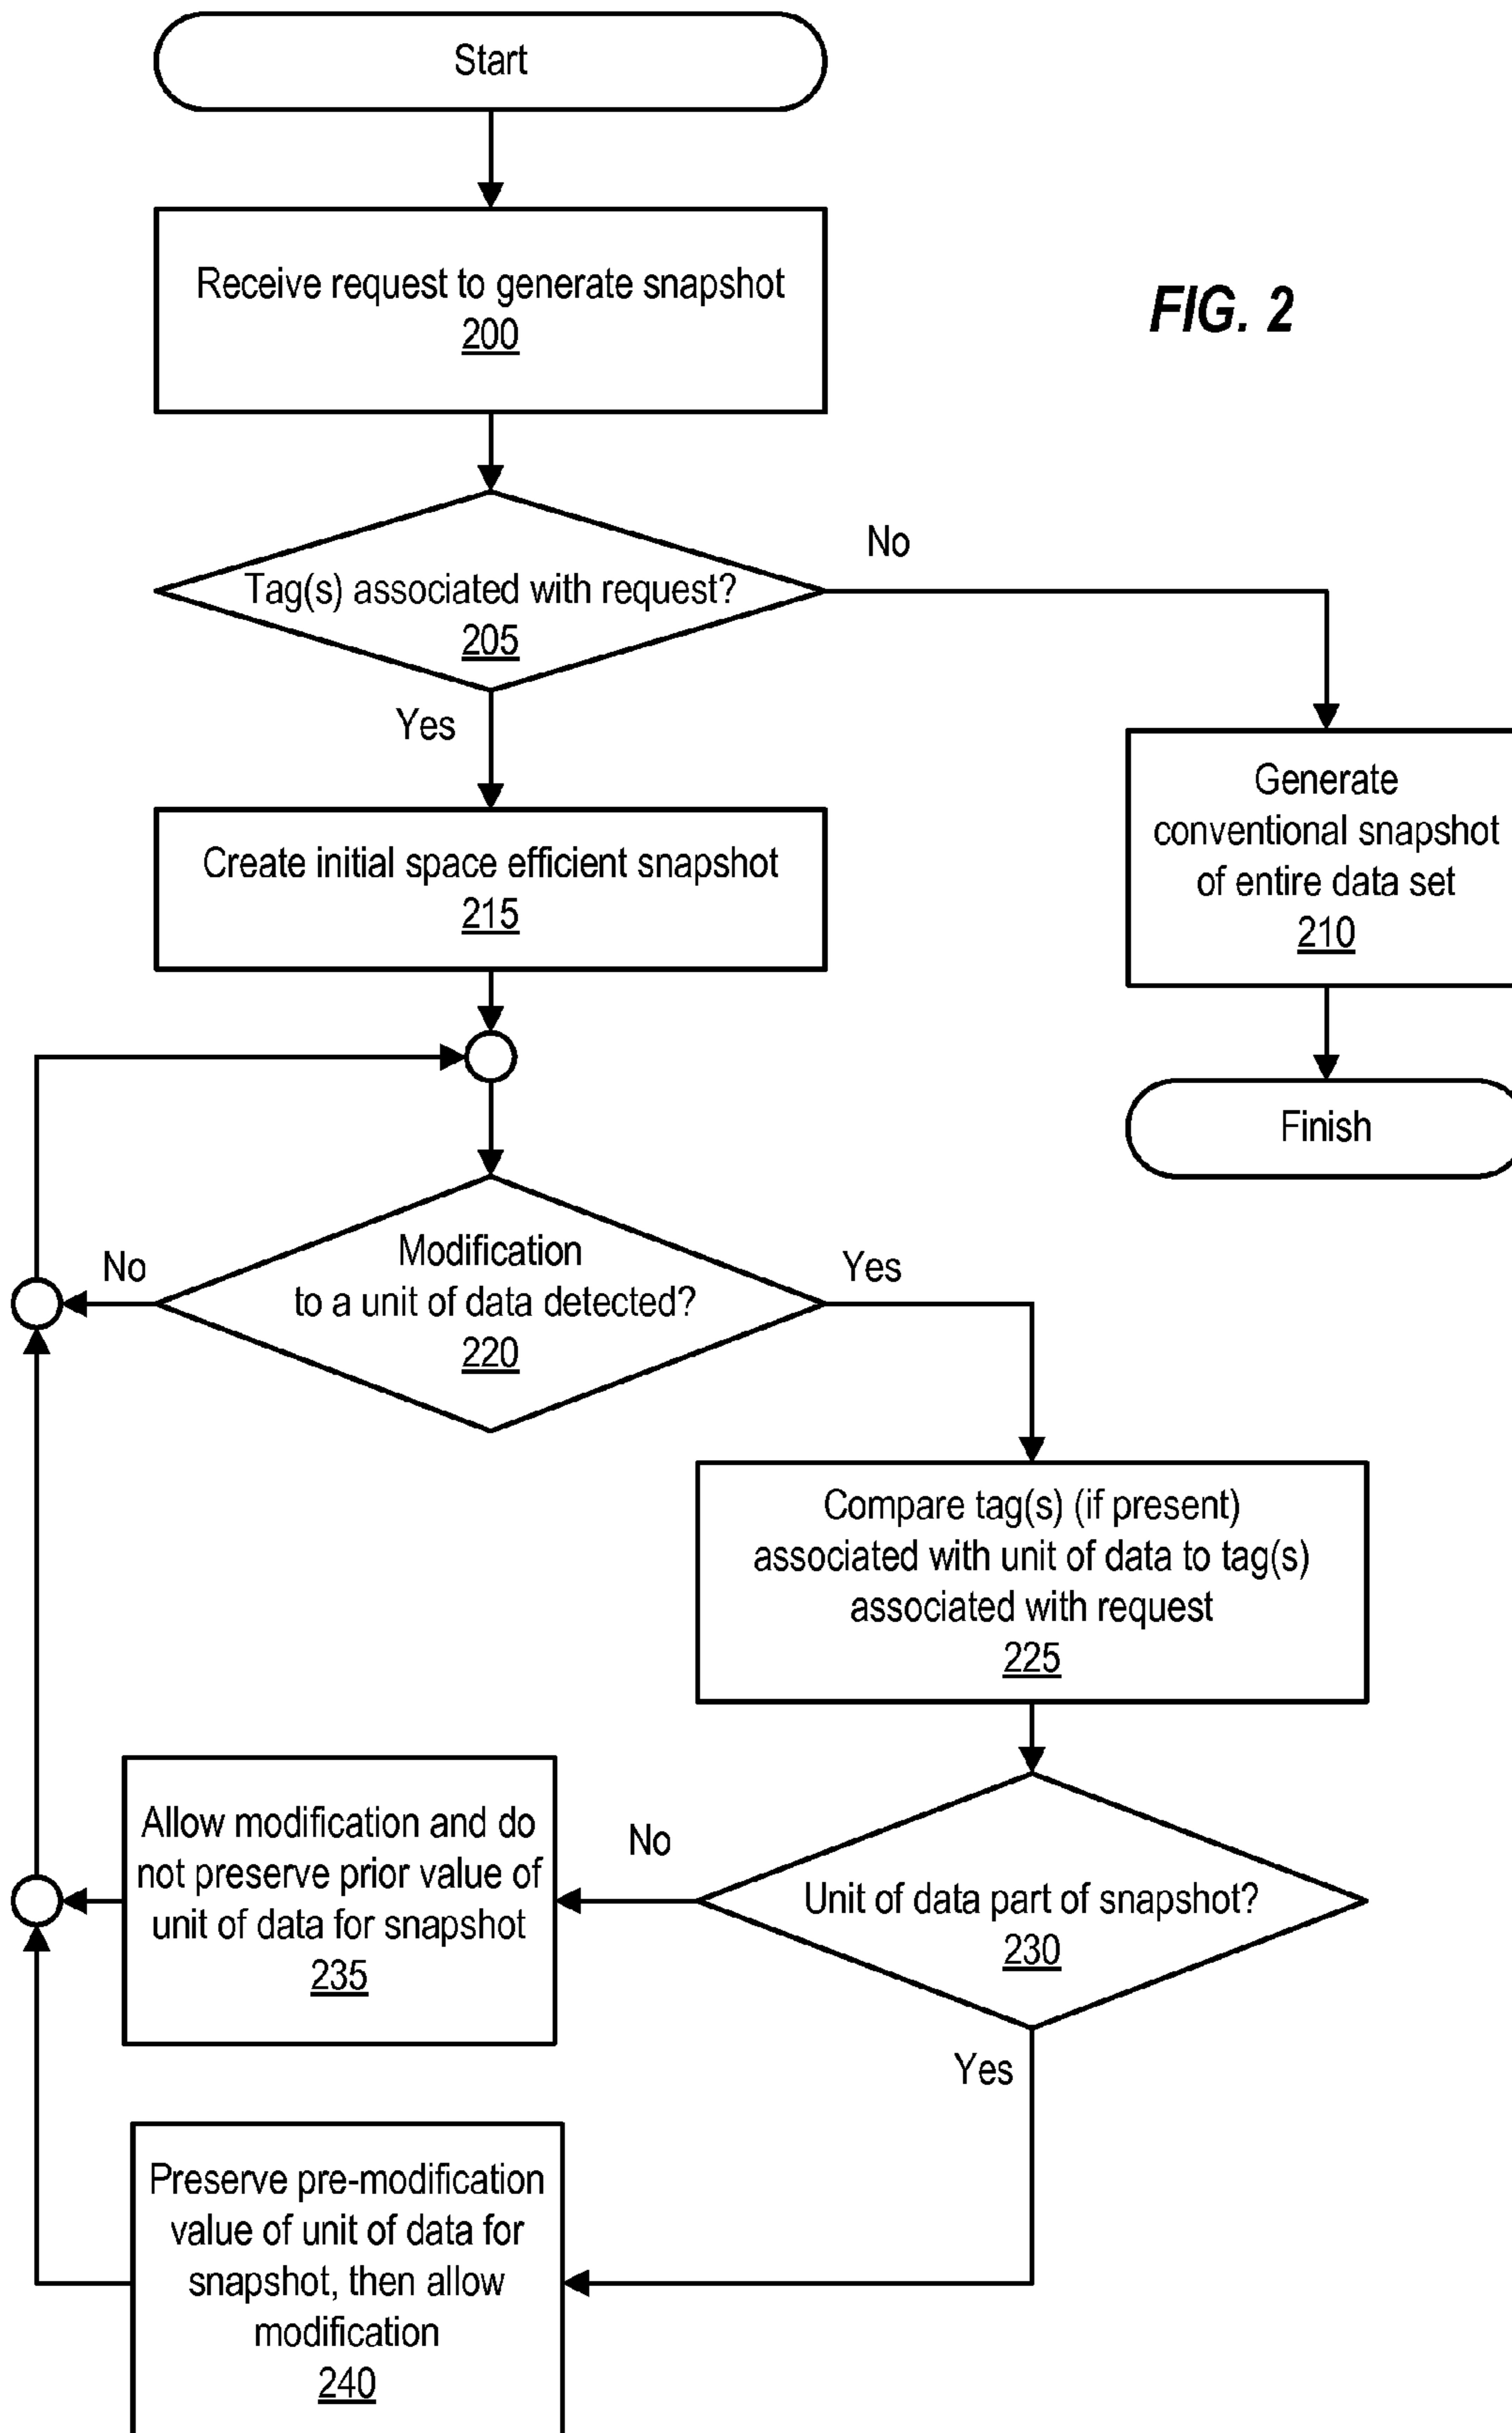 Start
Receive request to generate snapshot
200
FIG. 2
Tag(s) associated with request?
205
No
Yes
Create initial space efficient snapshot
215
Generate
conventional snapshot
of entire data set
210
Finish
Modification
to a unit of data detected?
220
No
Yes
Compare tag(s) (if present)
associated with unit of data to tag(s)
associated with request
225
Unit of data part of snapshot?
230
No
Allow modification and do
not preserve prior value of
unit of data for snapshot
235
Yes
Preserve pre-modification
value of unit of data for
snapshot, then allow
modification
240